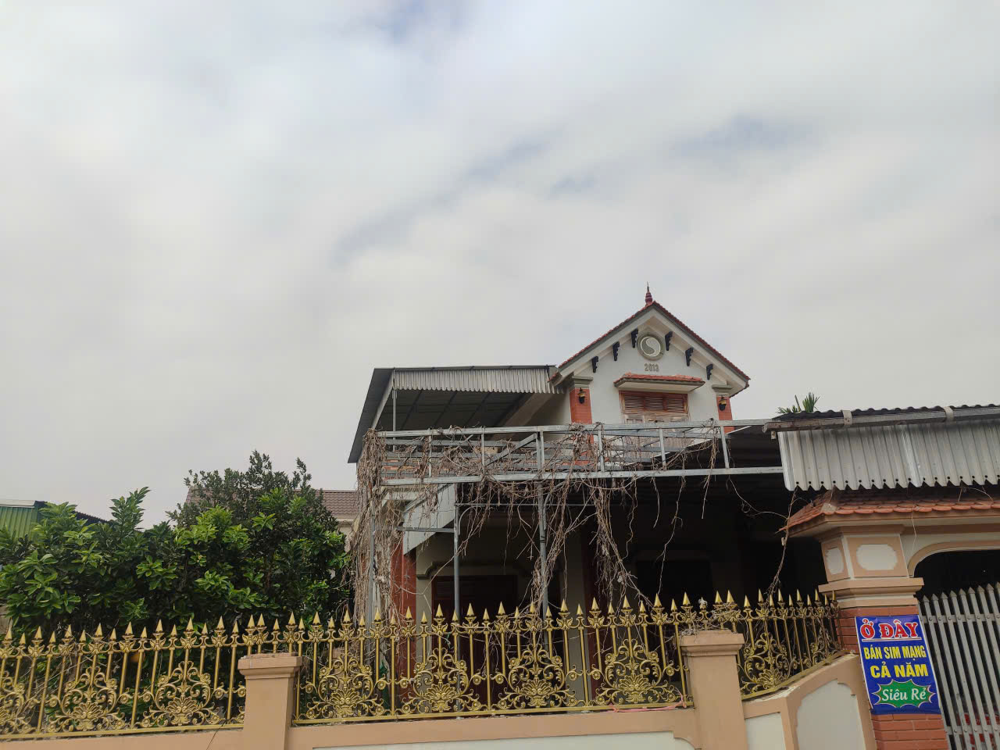 2013
Ở ĐÂY
BÁN SIM MẠNG
CẢ NĂM
Siêu Rẻ